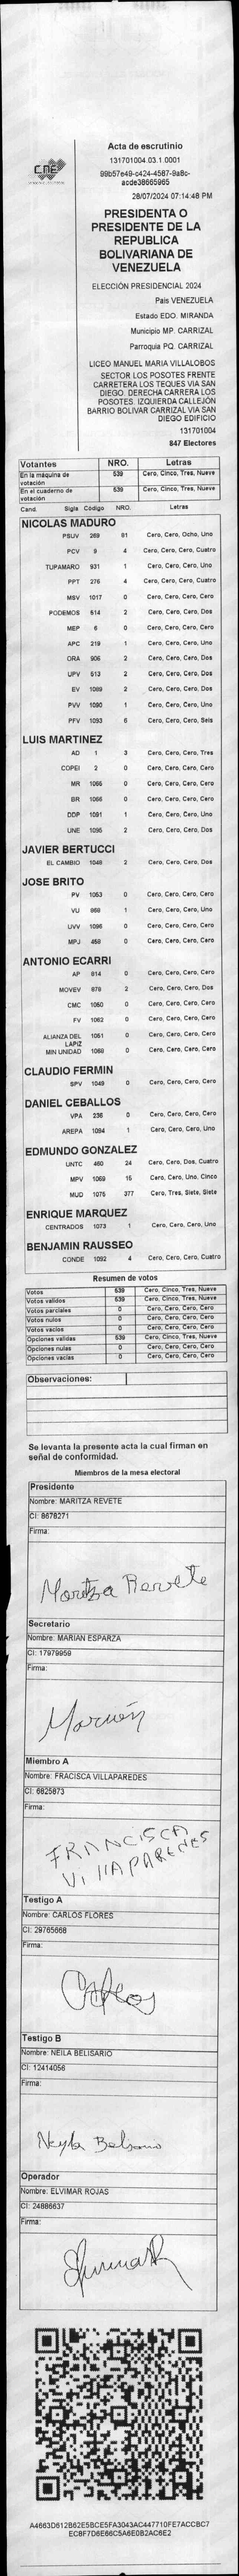 CNE
Acta de escrutinio
131701004.03.1.0001
99b57e49-c424-4587-9a8c-
acde38665965
28/07/2024 07:14:48 PM
PRESIDENTA O
PRESIDENTE DE LA
REPUBLICA
BOLIVARIANA DE
VENEZUELA
ELECCIÓN PRESIDENCIAL 2024
Pais VENEZUELA
Estado EDO. MIRANDA
Municipio MP. CARRIZAL
Parroquia PQ. CARRIZAL
LICEO MANUEL MARIA VILLALOBOS
SECTOR LOS POSOTES FRENTE
CARRETERA LOS TEQUES VIA SAN
DIEGO. DERECHA CARRERA LOS
POSOTES. IZQUIERDA CALLEJÓN
BARRIO BOLIVAR CARRIZAL VIA SAN
DIEGO EDIFICIO
131701004
847 Electores
Votantes NRO. Letras
En la máquina de votación 539 Cero, Cinco, Tres, Nueve
En el cuaderno de votación 539 Cero, Cinco, Tres, Nueve
Cand. Sigla Código NRO. Letras
NICOLAS MADURO
PSUV 269 81 Cero, Cero, Ocho, Uno
PCV 9 4 Cero, Cero, Cero, Cuatro
TUPAMARO 931 1 Cero, Cero, Cero, Uno
PPT 276 4 Cero, Cero, Cero, Cuatro
MSV 1017 0 Cero, Cero, Cero, Cero
PODEMOS 514 2 Cero, Cero, Cero, Dos
MEP 6 0 Cero, Cero, Cero, Cero
APC 219 1 Cero, Cero, Cero, Uno
ORA 906 2 Cero, Cero, Cero, Dos
UPV 513 2 Cero, Cero, Cero, Dos
EV 1089 2 Cero, Cero, Cero, Dos
PVV 1090 1 Cero, Cero, Cero, Uno
PFV 1093 6 Cero, Cero, Cero, Seis
LUIS MARTINEZ
AD 1 3 Cero, Cero, Cero, Tres
COPEI 2 0 Cero, Cero, Cero, Cero
MR 1065 0 Cero, Cero, Cero, Cero
BR 1066 0 Cero, Cero, Cero, Cero
DDP 1091 1 Cero, Cero, Cero, Uno
UNE 1095 2 Cero, Cero, Cero, Dos
JAVIER BERTUCCI
EL CAMBIO 1048 2 Cero, Cero, Cero, Dos
JOSE BRITO
PV 1053 0 Cero, Cero, Cero, Cero
VU 968 1 Cero, Cero, Cero, Uno
UVV 1096 0 Cero, Cero, Cero, Cero
MPJ 458 0 Cero, Cero, Cero, Cero
ANTONIO ECARRI
AP 814 0 Cero, Cero, Cero, Cero
MOVEV 979 2 Cero, Cero, Cero, Dos
CMC 1050 0 Cero, Cero, Cero, Cero
FV 1062 0 Cero, Cero, Cero, Cero
ALIANZA DEL LAPIZ 1051 0 Cero, Cero, Cero, Cero
MIN UNIDAD 1069 0 Cero, Cero, Cero, Cero
CLAUDIO FERMIN
SPV 1049 0 Cero, Cero, Cero, Cero
DANIEL CEBALLOS
VPA 236 0 Cero, Cero, Cero, Cero
AREPA 1094 1 Cero, Cero, Cero, Uno
EDMUNDO GONZALEZ
UNTC 460 24 Cero, Cero, Dos, Cuatro
MPV 1069 15 Cero, Cero, Uno, Cinco
MUD 1075 377 Cero, Tres, Siete, Siete
ENRIQUE MARQUEZ
CENTRADOS 1073 1 Cero, Cero, Cero, Uno
BENJAMIN RAUSSEO
CONDE 1092 4 Cero, Cero, Cero, Cuatro
Resumen de votos
Votos 539 Cero, Cinco, Tres, Nueve
Votos validos 539 Cero, Cinco, Tres, Nueve
Votos parciales 0 Cero, Cero, Cero, Cero
Votos nulos 0 Cero, Cero, Cero, Cero
Votos vacios 0 Cero, Cero, Cero, Cero
Opciones validas 539 Cero, Cinco, Tres, Nueve
Opciones nulas 0 Cero, Cero, Cero, Cero
Opciones vacias 0 Cero, Cero, Cero, Cero
Observaciones:
Se levanta la presente acta la cual firman en
señal de conformidad.
Miembros de la mesa electoral
Presidente
Nombre: MARITZA REVETE
CI: 8678271
Firma:
Maritza Revete
Secretario
Nombre: MARIAN ESPARZA
CI: 17979959
Firma:
Marian
Miembro A
Nombre: FRACISCA VILLAPAREDES
CI: 6825873
Firma:
FRANCISCA
VILLAPAREDES
Testigo A
Nombre: CARLOS FLORES
CI: 29765668
Firma:
Carlos
Testigo B
Nombre: NEILA BELISARIO
CI: 12414056
Firma:
Neyla Belisario
Operador
Nombre: ELVIMAR ROJAS
CI: 24886637
Firma:
A4663D612B62E5BCE5FA3043AC447710FE7ACCBC7
EC8F7D6E66C5A6E0B2AC6E2